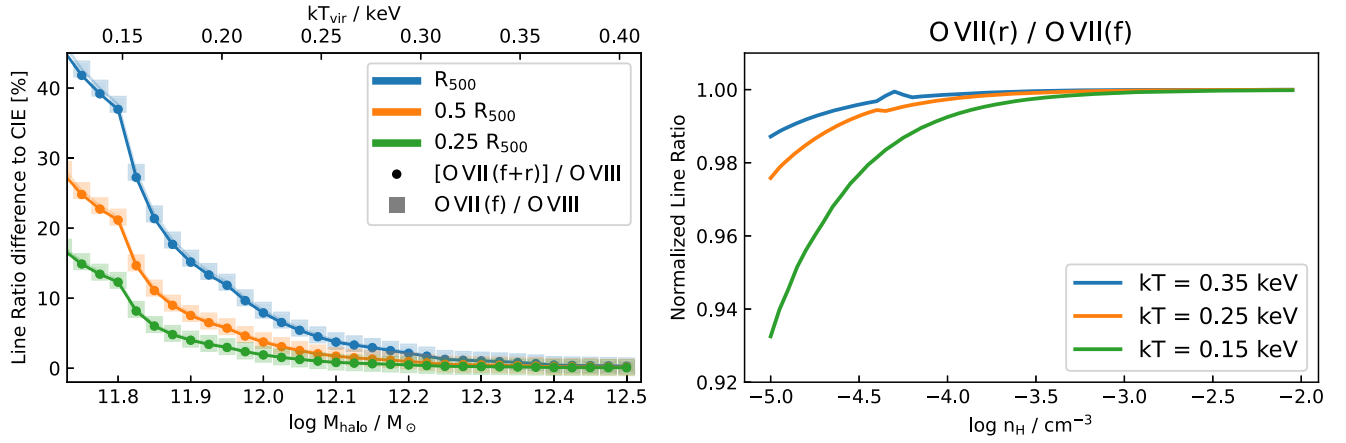 kT_vir / keV
0.15 0.20 0.25 0.30 0.35 0.40
Line Ratio difference to CIE [%]
40
30
20
10
0
R_500
0.5 R_500
0.25 R_500
[O VII (f+r)] / O VIII
O VII (f) / O VIII
11.8 11.9 12.0 12.1 12.2 12.3 12.4 12.5
log M_halo / M_⊙
O VII(r) / O VII(f)
Normalized Line Ratio
1.00
0.98
0.96
0.94
0.92
kT = 0.35 keV
kT = 0.25 keV
kT = 0.15 keV
−5.0 −4.5 −4.0 −3.5 −3.0 −2.5 −2.0
log n_H / cm⁻³